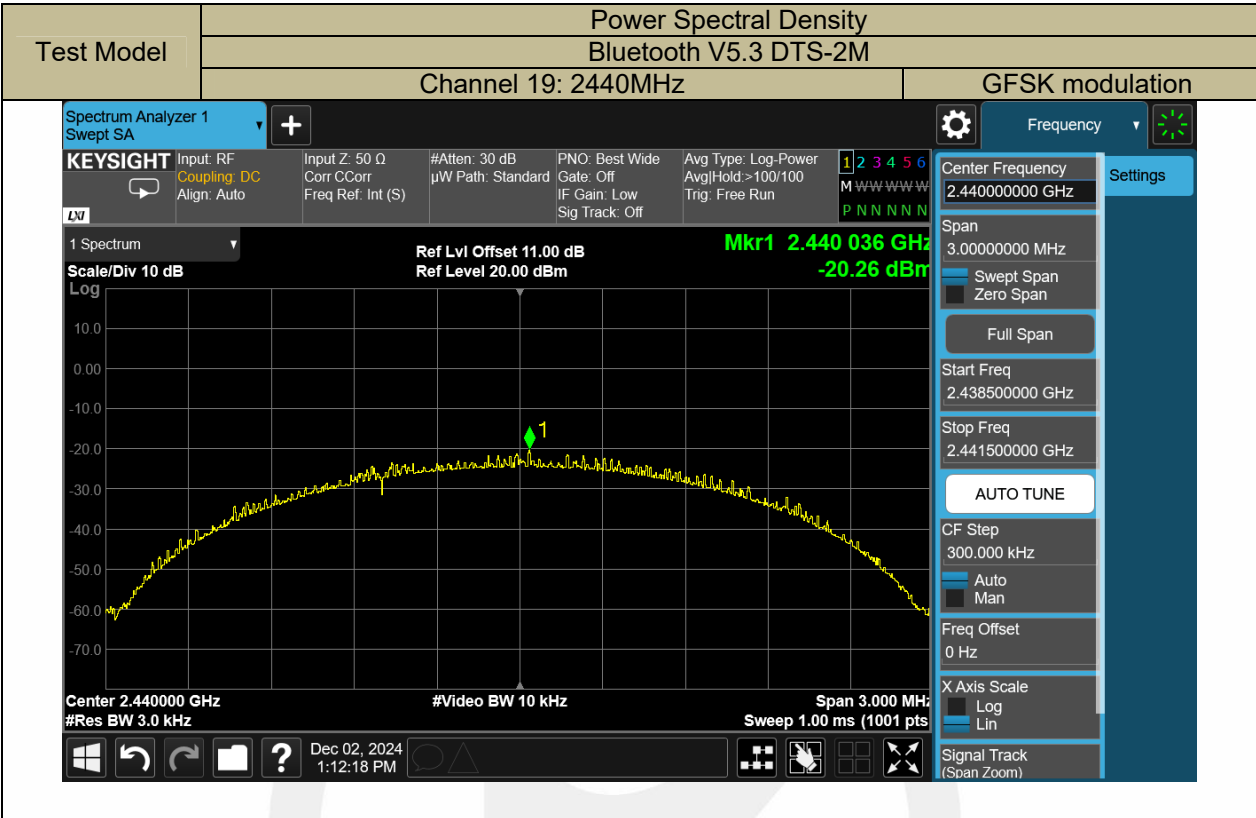 Test Model
Power Spectral Density
Bluetooth V5.3 DTS-2M
Channel 19: 2440MHz
GFSK modulation
Spectrum Analyzer 1
Swept SA
Frequency
KEYSIGHT
LXI
Input: RF
Coupling: DC
Align: Auto
Input Z: 50 Ω
Corr CCorr
Freq Ref: Int (S)
#Atten: 30 dB
µW Path: Standard
PNO: Best Wide
Gate: Off
IF Gain: Low
Sig Track: Off
Avg Type: Log-Power
Avg|Hold:>100/100
Trig: Free Run
1 2 3 4 5 6
M W W W W W
P N N N N N
1 Spectrum
Scale/Div 10 dB
Log
Ref Lvl Offset 11.00 dB
Ref Level 20.00 dBm
Mkr1 2.440 036 GHz
-20.26 dBm
10.0
0.00
-10.0
-20.0
-30.0
-40.0
-50.0
-60.0
-70.0
1
Center 2.440000 GHz
#Res BW 3.0 kHz
#Video BW 10 kHz
Span 3.000 MHz
Sweep 1.00 ms (1001 pts
?
Dec 02, 2024
1:12:18 PM
Center Frequency
2.440000000 GHz
Span
3.00000000 MHz
Swept Span
Zero Span
Full Span
Start Freq
2.438500000 GHz
Stop Freq
2.441500000 GHz
AUTO TUNE
CF Step
300.000 kHz
Auto
Man
Freq Offset
0 Hz
X Axis Scale
Log
Lin
Signal Track
(Span Zoom)
Settings